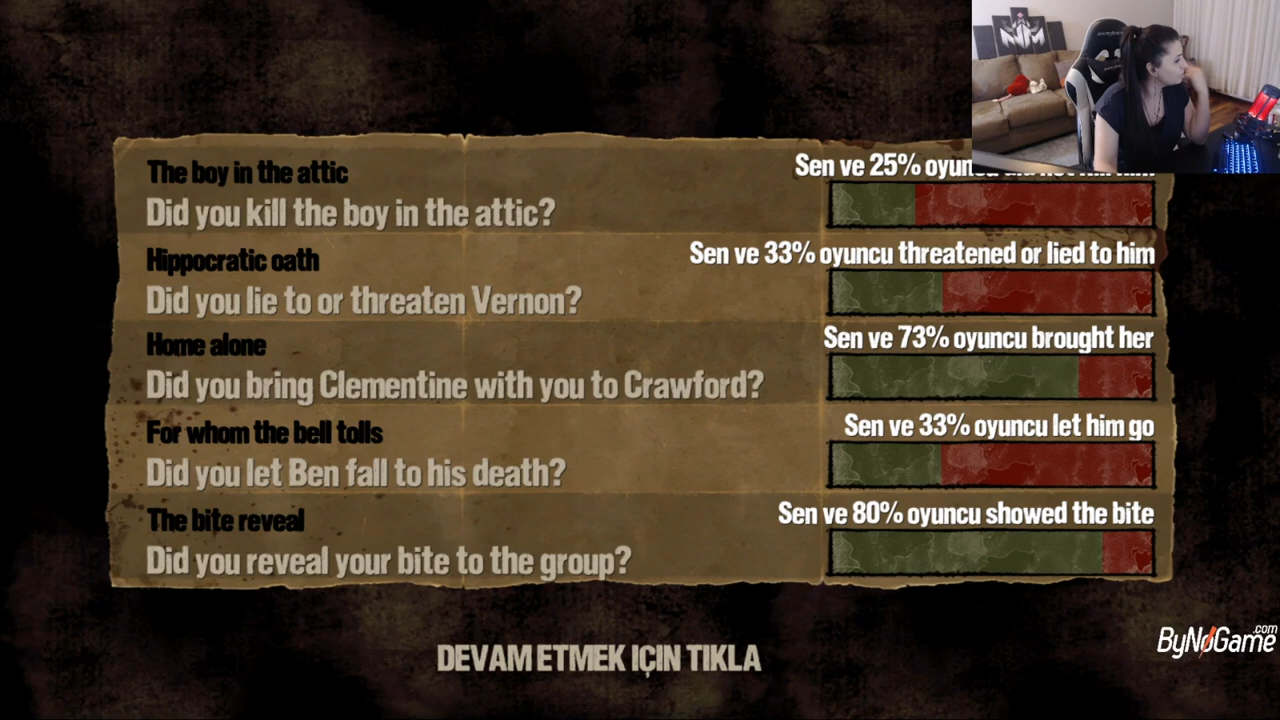 The boy in the attic
Sen ve 25%
Did you kill the boy in the attic?
Hippocratic oath
Sen ve 33% oyuncu threatened or lied to him
Did you lie to or threaten Vernon?
Home alone
Sen ve 73% oyuncu brought her
Did you bring Clementine with you to Crawford?
For whom the bell tolls
Sen ve 33% oyuncu let him go
Did you let Ben fall to his death?
The bite reveal
Sen ve 80% oyuncu showed the bite
Did you reveal your bite to the group?
DEVAM ETMEK IÇIN TIKLA
ByNoGame.com